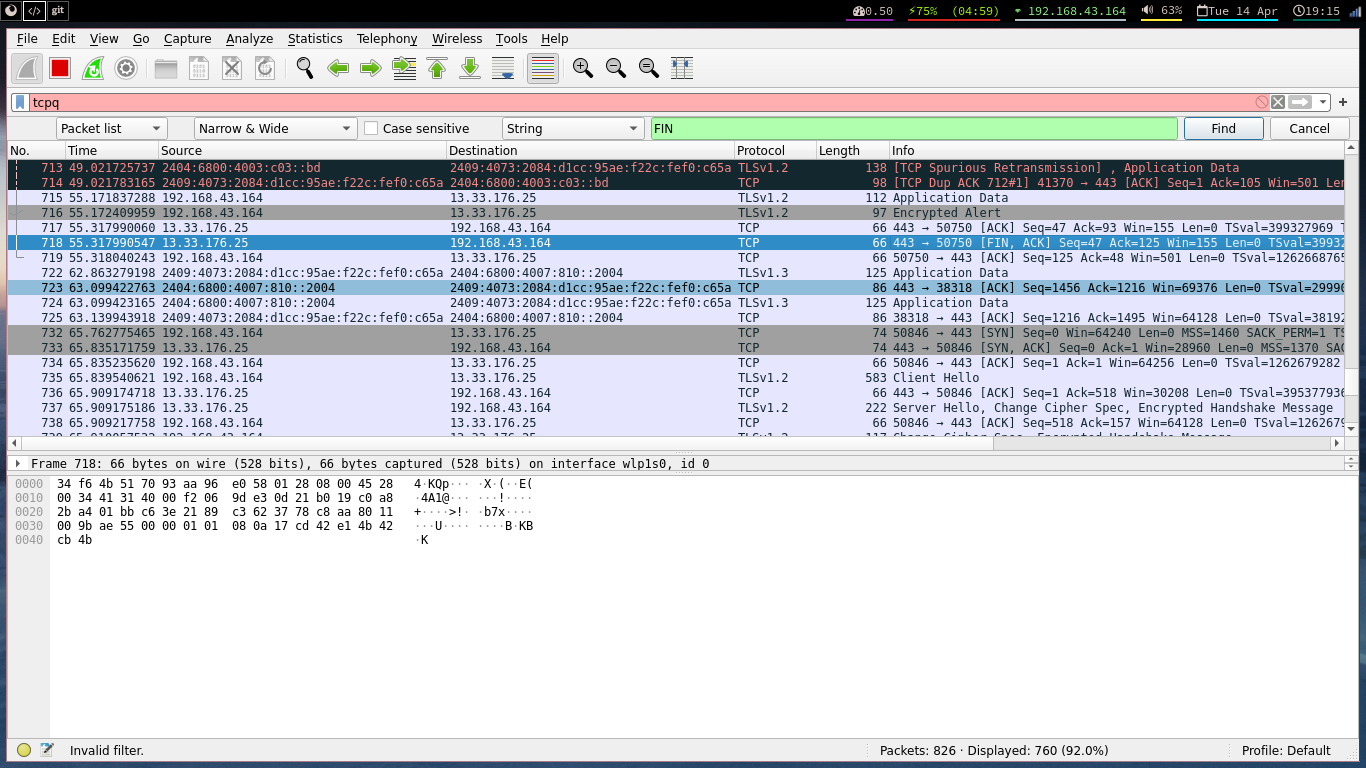 </> git 0.50 75% (04:59) 192.168.43.164 63% Tue 14 Apr 19:15
File Edit View Go Capture Analyze Statistics Telephony Wireless Tools Help
tcpq
Packet list Narrow & Wide Case sensitive String FIN Find Cancel
No. Time Source Destination Protocol Length Info
713 49.021725737 2404:6800:4003:c03::bd 2409:4073:2084:d1cc:95ae:f22c:fef0:c65a TLSv1.2 138 [TCP Spurious Retransmission] , Application Data
714 49.021783165 2409:4073:2084:d1cc:95ae:f22c:fef0:c65a 2404:6800:4003:c03::bd TCP 98 [TCP Dup ACK 712#1] 41370 → 443 [ACK] Seq=1 Ack=105 Win=501 Len
715 55.171837288 192.168.43.164 13.33.176.25 TLSv1.2 112 Application Data
716 55.172409959 192.168.43.164 13.33.176.25 TLSv1.2 97 Encrypted Alert
717 55.317990060 13.33.176.25 192.168.43.164 TCP 66 443 → 50750 [ACK] Seq=47 Ack=93 Win=155 Len=0 TSval=399327969 T
718 55.317990547 13.33.176.25 192.168.43.164 TCP 66 443 → 50750 [FIN, ACK] Seq=47 Ack=125 Win=155 Len=0 TSval=39932
719 55.318040243 192.168.43.164 13.33.176.25 TCP 66 50750 → 443 [ACK] Seq=125 Ack=48 Win=501 Len=0 TSval=1262668765
722 62.863279198 2409:4073:2084:d1cc:95ae:f22c:fef0:c65a 2404:6800:4007:810::2004 TLSv1.3 125 Application Data
723 63.099422763 2404:6800:4007:810::2004 2409:4073:2084:d1cc:95ae:f22c:fef0:c65a TCP 86 443 → 38318 [ACK] Seq=1456 Ack=1216 Win=69376 Len=0 TSval=29990
724 63.099423165 2404:6800:4007:810::2004 2409:4073:2084:d1cc:95ae:f22c:fef0:c65a TLSv1.3 125 Application Data
725 63.139943918 2409:4073:2084:d1cc:95ae:f22c:fef0:c65a 2404:6800:4007:810::2004 TCP 86 38318 → 443 [ACK] Seq=1216 Ack=1495 Win=64128 Len=0 TSval=38192
732 65.762775465 192.168.43.164 13.33.176.25 TCP 74 50846 → 443 [SYN] Seq=0 Win=64240 Len=0 MSS=1460 SACK_PERM=1 TS
733 65.835171759 13.33.176.25 192.168.43.164 TCP 74 443 → 50846 [SYN, ACK] Seq=0 Ack=1 Win=28960 Len=0 MSS=1370 SAC
734 65.835235620 192.168.43.164 13.33.176.25 TCP 66 50846 → 443 [ACK] Seq=1 Ack=1 Win=64256 Len=0 TSval=1262679282
735 65.839540621 192.168.43.164 13.33.176.25 TLSv1.2 583 Client Hello
736 65.909174718 13.33.176.25 192.168.43.164 TCP 66 443 → 50846 [ACK] Seq=1 Ack=518 Win=30208 Len=0 TSval=395377936
737 65.909175186 13.33.176.25 192.168.43.164 TLSv1.2 222 Server Hello, Change Cipher Spec, Encrypted Handshake Message
738 65.909217758 192.168.43.164 13.33.176.25 TCP 66 50846 → 443 [ACK] Seq=518 Ack=157 Win=64128 Len=0 TSval=1262679
Frame 718: 66 bytes on wire (528 bits), 66 bytes captured (528 bits) on interface wlp1s0, id 0
0000 34 f6 4b 51 70 93 aa 96 e0 58 01 28 08 00 45 28 4·KQp··· ·X·(··E(
0010 00 34 41 31 40 00 f2 06 9d e3 0d 21 b0 19 c0 a8 ·4A1@··· ···!····
0020 2b a4 01 bb c6 3e 21 89 c3 62 37 78 c8 aa 80 11 +····>!· ·b7x····
0030 00 9b ae 55 00 00 01 01 08 0a 17 cd 42 e1 4b 42 ···U···· ····B·KB
0040 cb 4b ·K
Invalid filter. Packets: 826 · Displayed: 760 (92.0%) Profile: Default